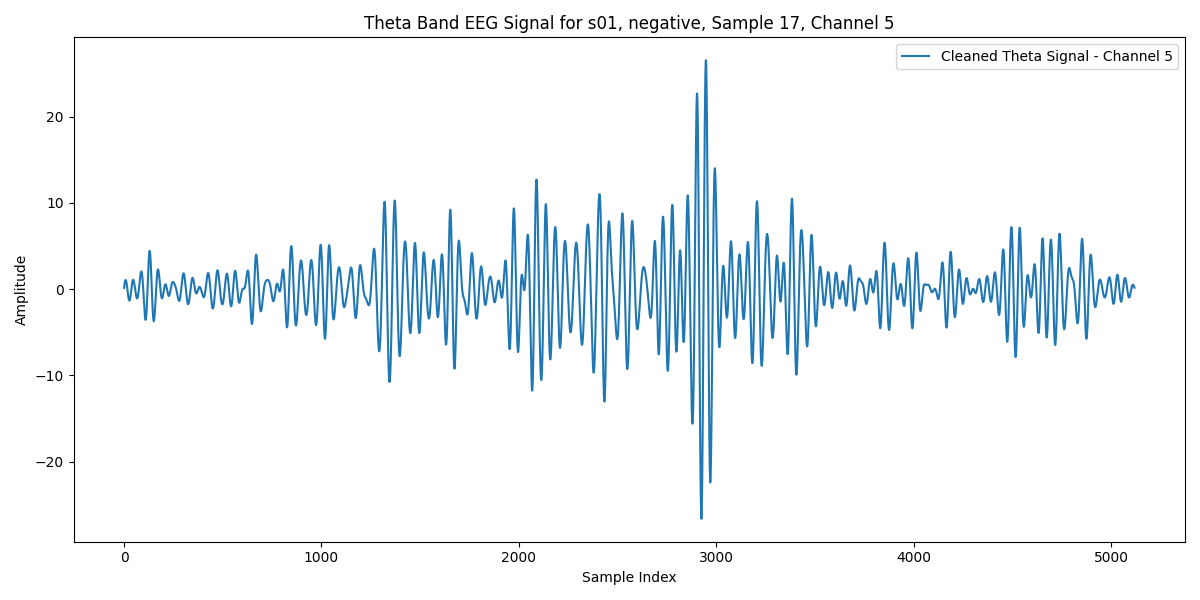 Theta Band EEG Signal for s01, negative, Sample 17, Channel 5
Cleaned Theta Signal - Channel 5
Amplitude
20
10
0
−10
−20
0 1000 2000 3000 4000 5000
Sample Index